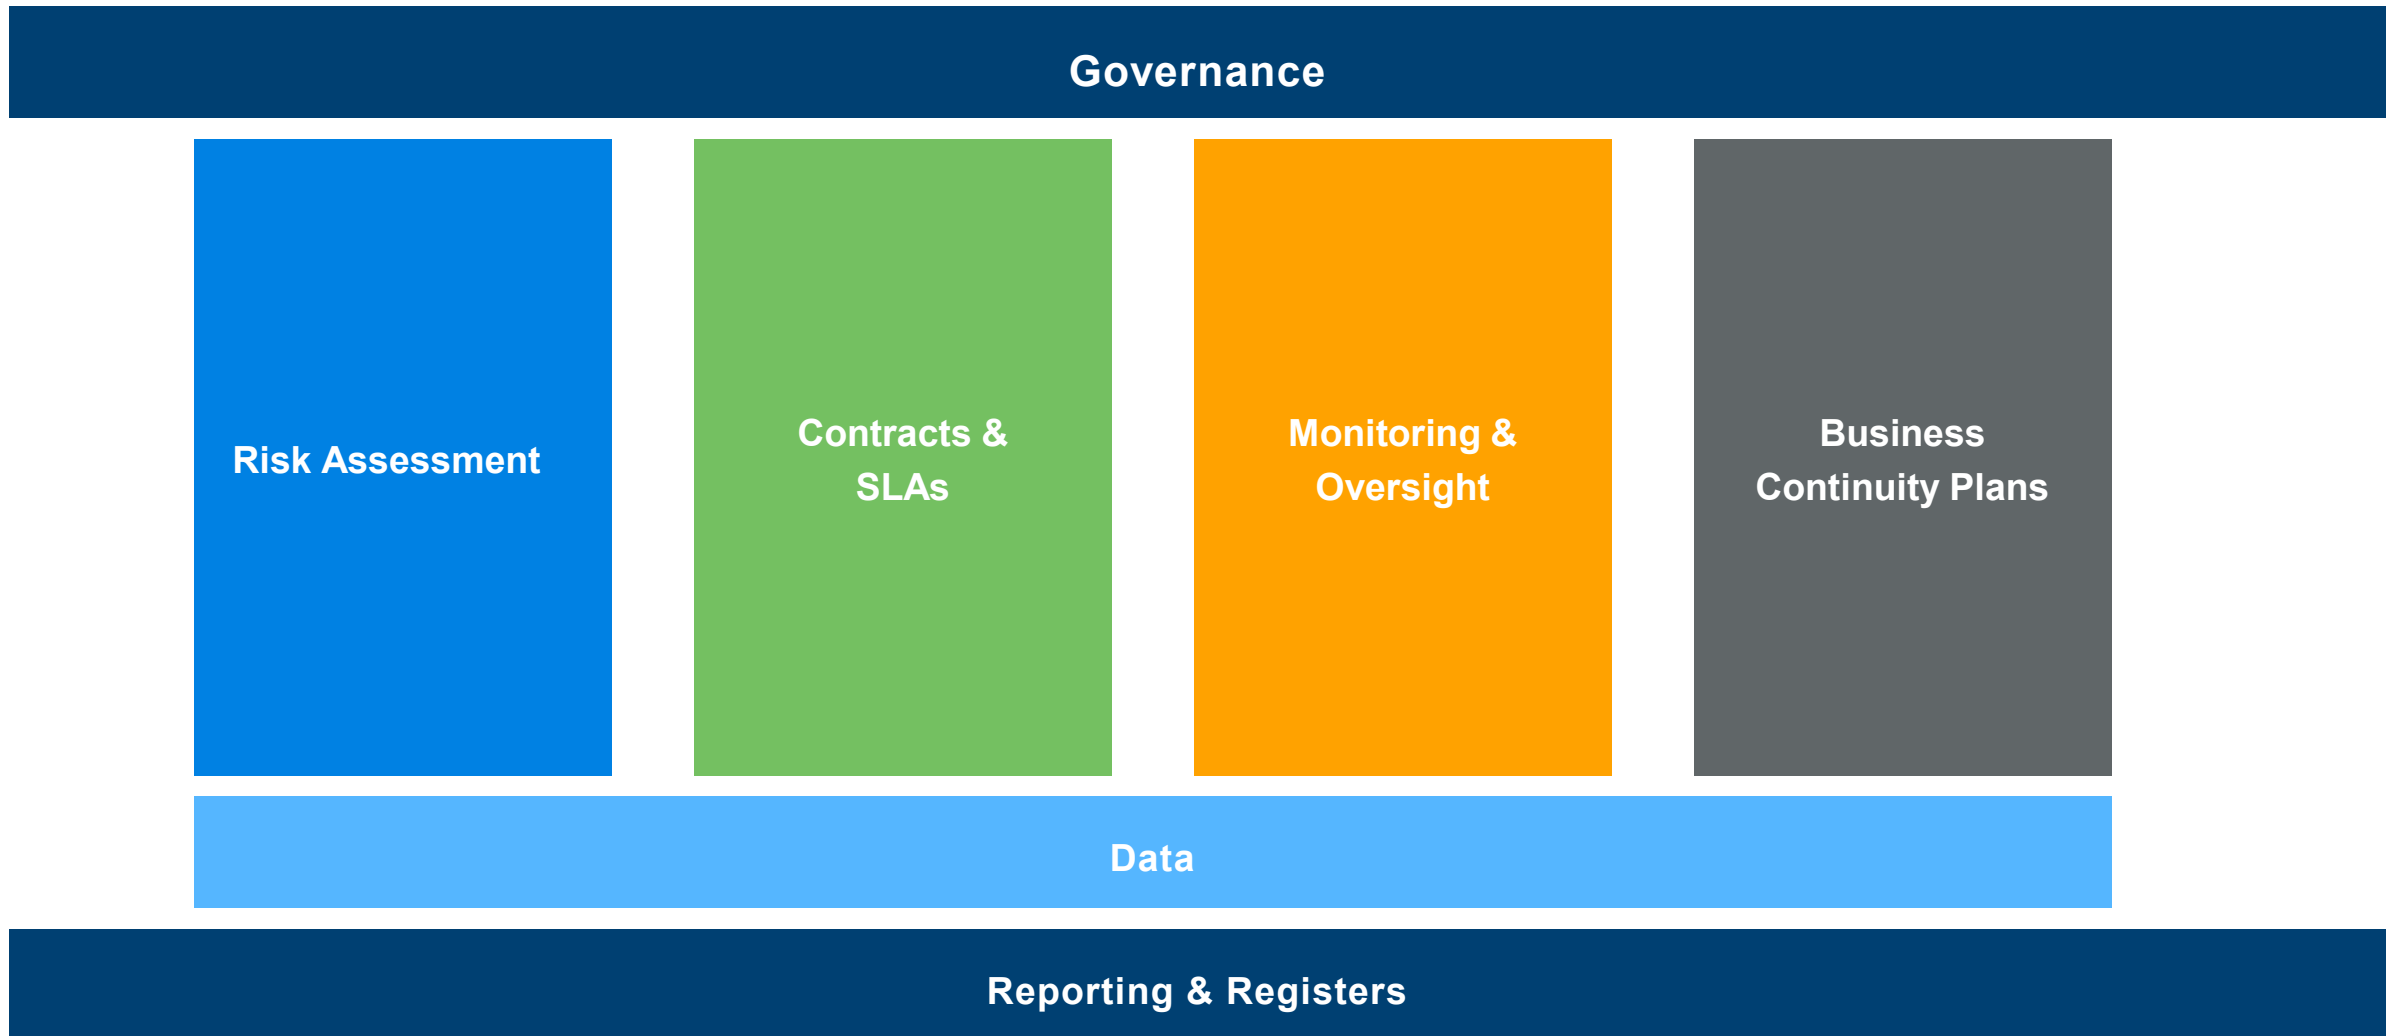 Governance
Risk Assessment
Contracts &
SLAs
Monitoring &
Oversight
Business
Continuity Plans
Data
Reporting & Registers